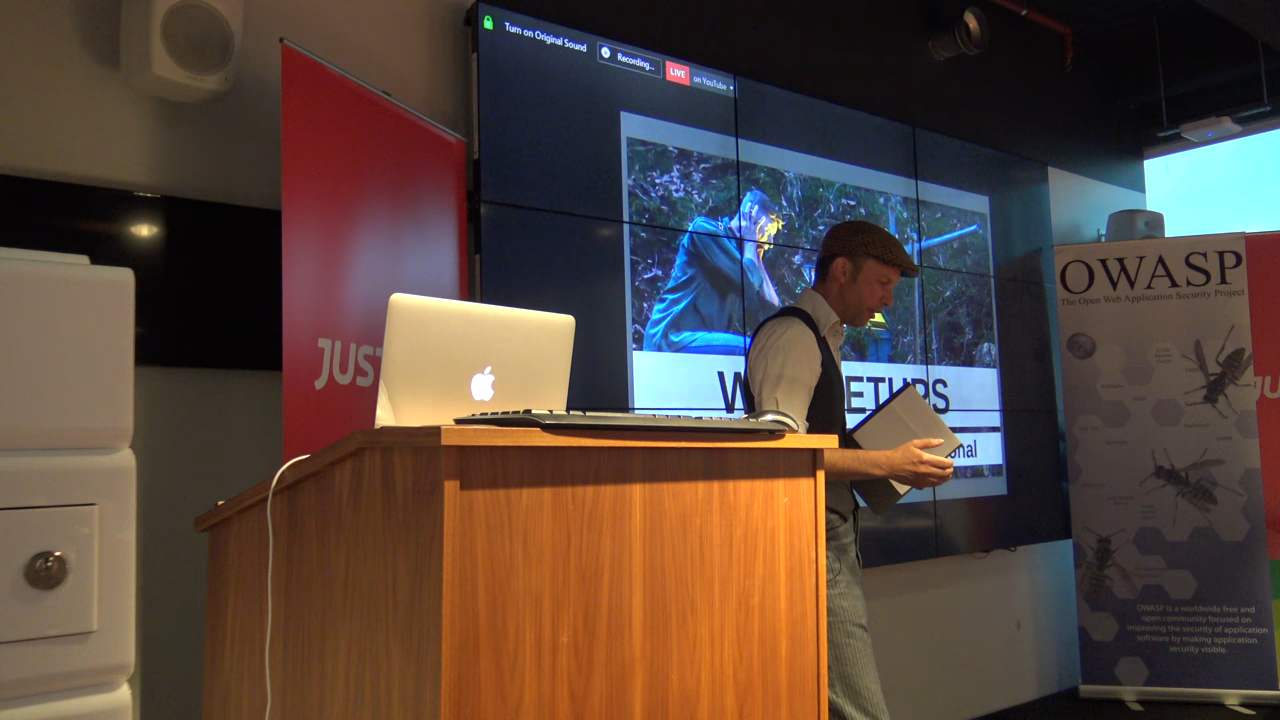 Turn on Original Sound
Recording...
LIVE
on YouTube
JUST
W
ETUPS
onal
OWASP
The Open Web Application Security Project
JU
OWASP is a worldwide free and
open community focused on
improving the security of application
software by making application
security visible.